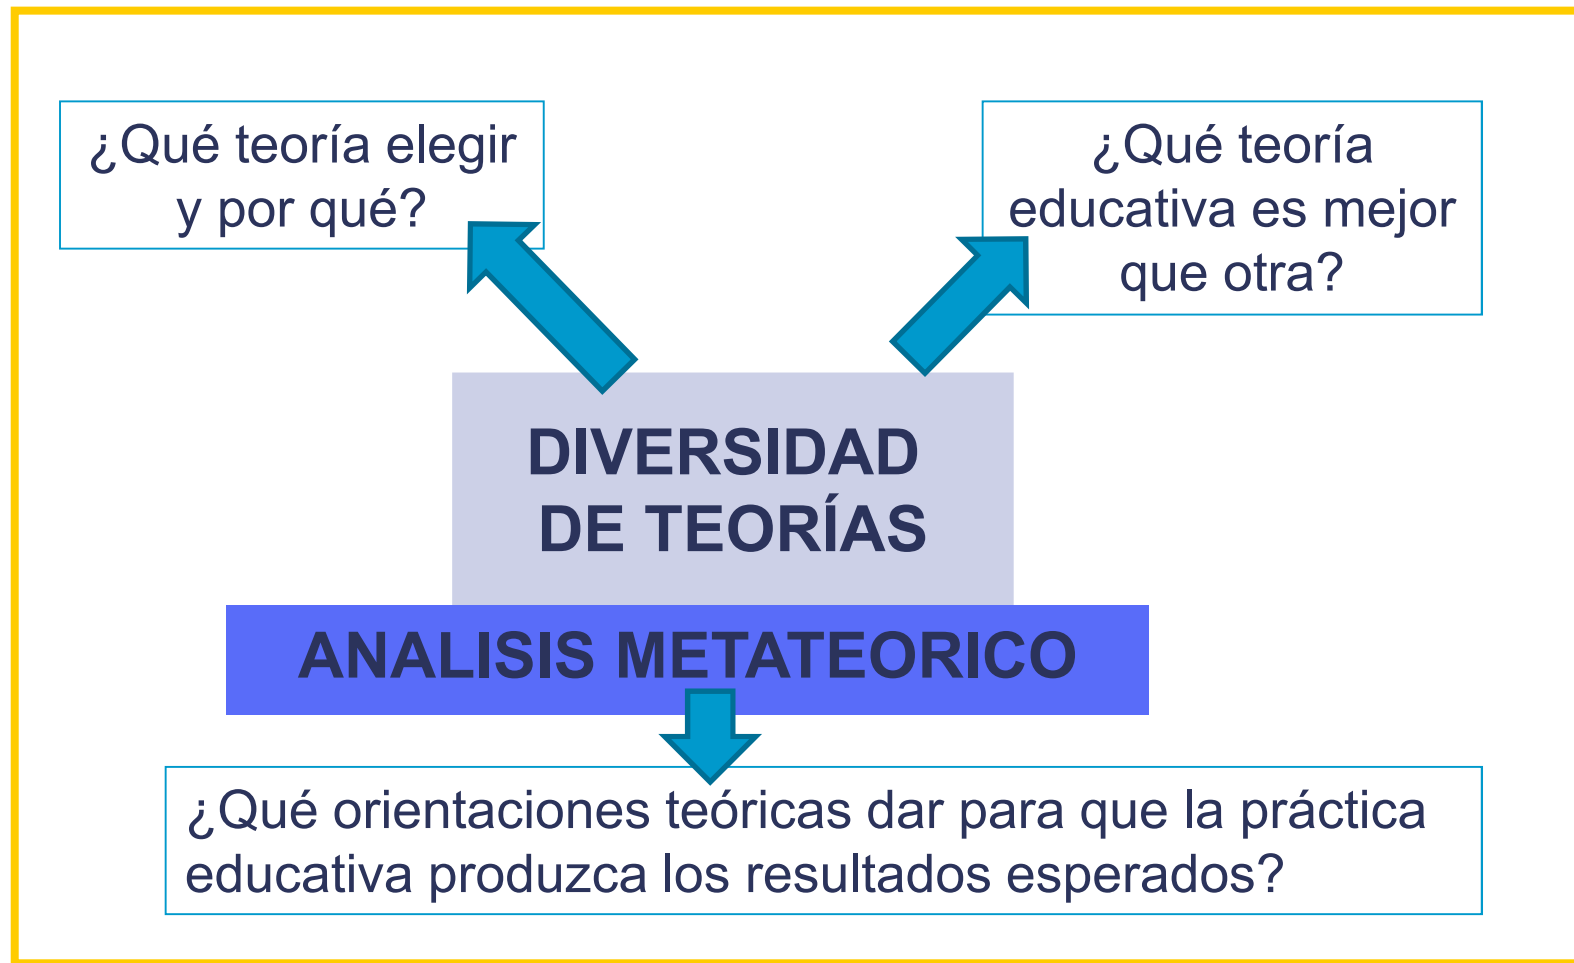 ¿Qué teoría elegir
y por qué?
¿Qué teoría
educativa es mejor
que otra?
DIVERSIDAD
DE TEORÍAS
ANALISIS METATEORICO
¿Qué orientaciones teóricas dar para que la práctica
educativa produzca los resultados esperados?